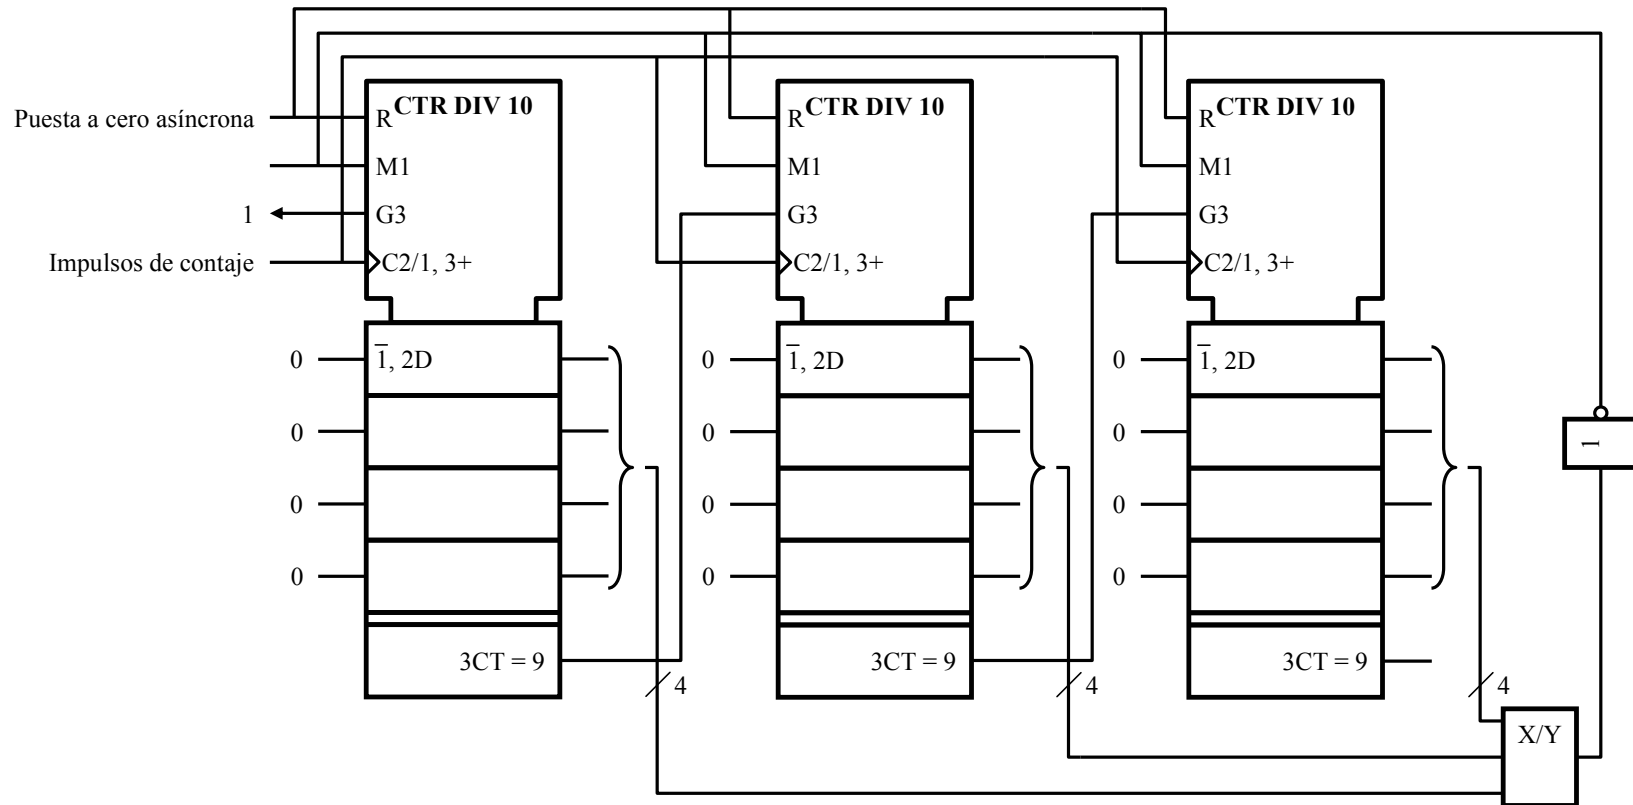 CTR DIV 10 CTR DIV 10 CTR DIV 10
Puesta a cero asíncrona R R R
M1 M1 M1
1 G3 G3 G3
Impulsos de contaje C2/1, 3+ C2/1, 3+ C2/1, 3+
0 1̅, 2D 0 1̅, 2D 0 1̅, 2D
0 0 0 1
0 0 0
0 0 0
3CT = 9 3CT = 9 3CT = 9
4 4 4
X/Y